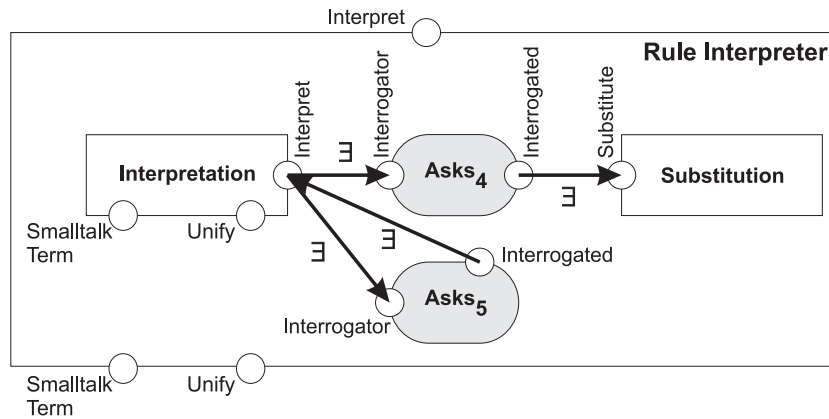 Interpret
Rule Interpreter
Interpret
Interrogator
Interrogated
Substitute
Interpretation
∃
Asks4
∃
Substitution
Smalltalk
Term
Unify
∃
∃
Interrogated
Asks5
Interrogator
Smalltalk
Term
Unify